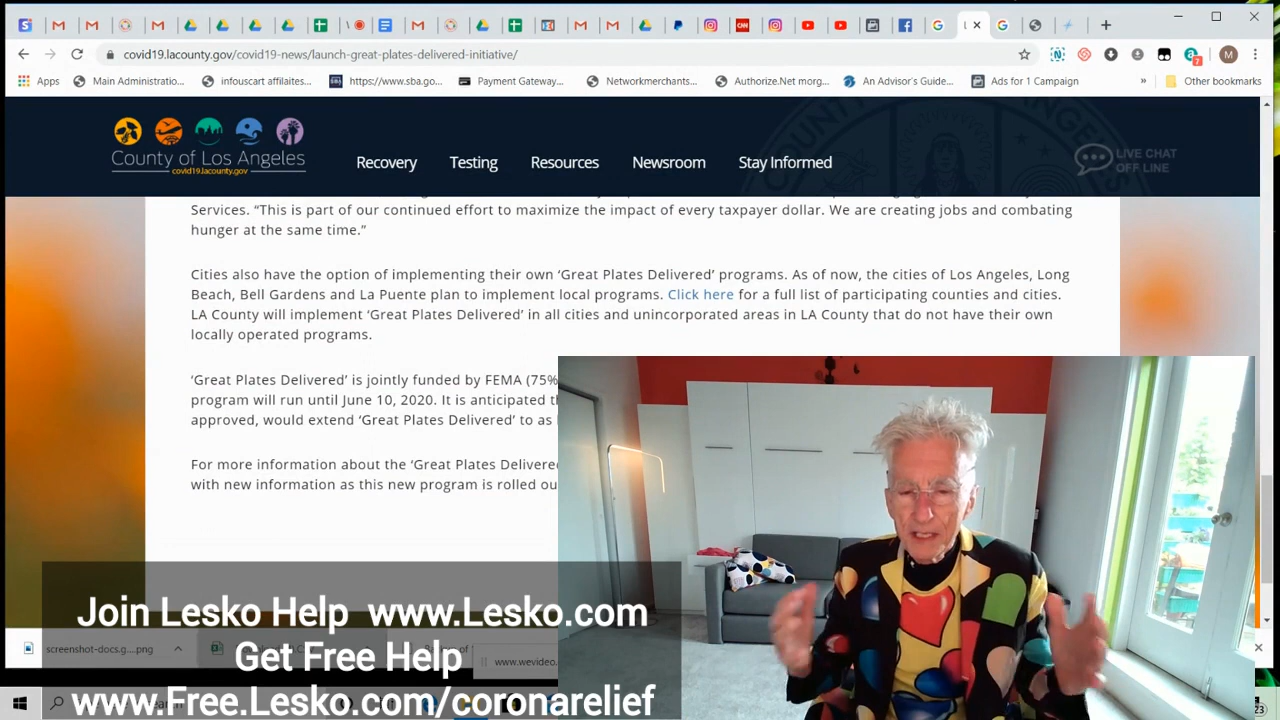 covid19.lacounty.gov/covid19-news/launch-great-plates-delivered-initiative/
Apps Main Administratio... infouscart affilaites... https://www.sba.go... Payment Gateway... Networkmerchants... Authorize.Net morg... An Advisor's Guide... Ads for 1 Campaign » Other bookmarks
County of Los Angeles
covid19.lacounty.gov
Recovery Testing Resources Newsroom Stay Informed
LIVE CHAT
OFF LINE
Services. “This is part of our continued effort to maximize the impact of every taxpayer dollar. We are creating jobs and combating
hunger at the same time.”
Cities also have the option of implementing their own ‘Great Plates Delivered’ programs. As of now, the cities of Los Angeles, Long
Beach, Bell Gardens and La Puente plan to implement local programs. Click here for a full list of participating counties and cities.
LA County will implement ‘Great Plates Delivered’ in all cities and unincorporated areas in LA County that do not have their own
locally operated programs.
‘Great Plates Delivered’ is jointly funded by FEMA (75%
program will run until June 10, 2020. It is anticipated
approved, would extend ‘Great Plates Delivered’ to as
For more information about the ‘Great Plates Delivere
with new information as this new program is rolled ou
Join Lesko Help www.Lesko.com
Get Free Help
www.Free.Lesko.com/coronarelief
screenshot-docs.g....png
www.wevideo.